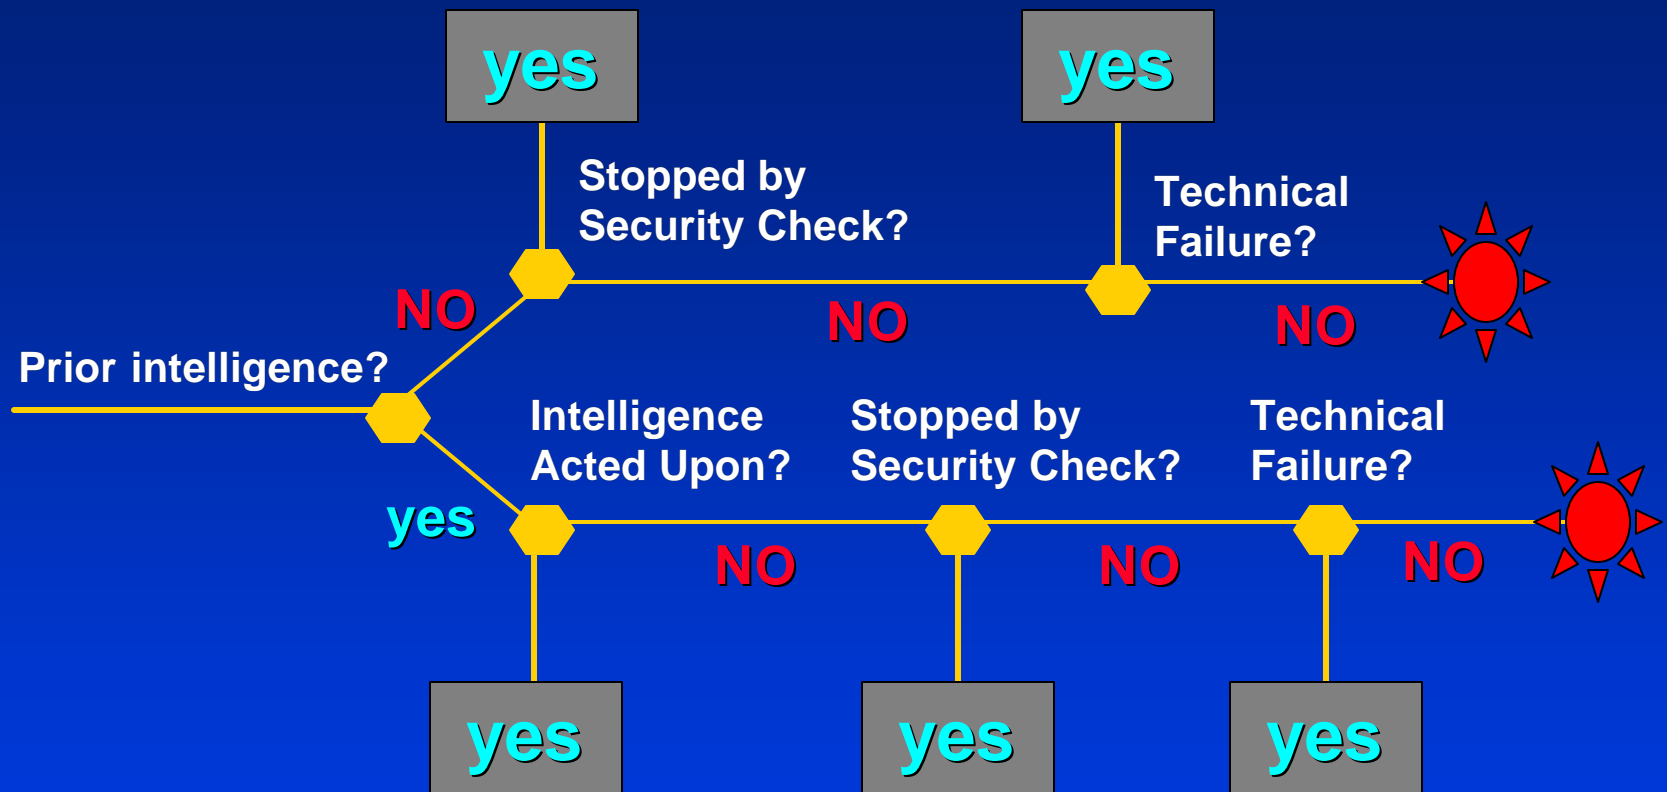 yes
yes
Stopped by
Security Check?
Technical
Failure?
NO
NO
NO
Prior intelligence?
Intelligence
Acted Upon?
Stopped by
Security Check?
Technical
Failure?
yes
NO
NO
NO
yes
yes
yes